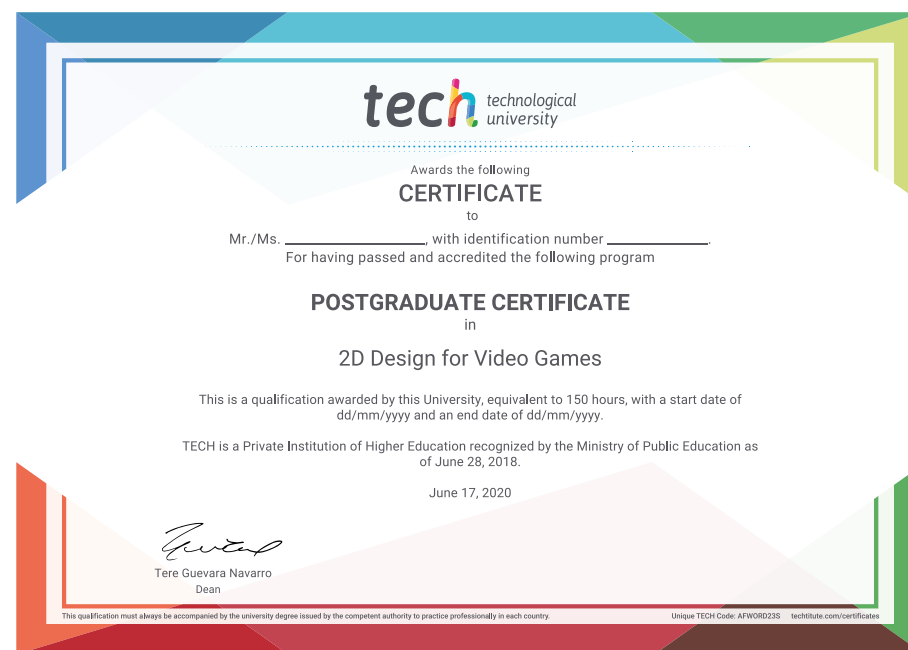 tech technological
university
Awards the following
CERTIFICATE
to
Mr./Ms. ____________________, with identification number __________________.
For having passed and accredited the following program
POSTGRADUATE CERTIFICATE
in
2D Design for Video Games
This is a qualification awarded by this University, equivalent to 150 hours, with a start date of
dd/mm/yyyy and an end date of dd/mm/yyyy.
TECH is a Private Institution of Higher Education recognized by the Ministry of Public Education as
of June 28, 2018.
June 17, 2020
Tere Guevara Navarro
Dean
This qualification must always be accompanied by the university degree issued by the competent authority to practice professionally in each country. Unique TECH Code: AFWORD23S techtitute.com/certificates